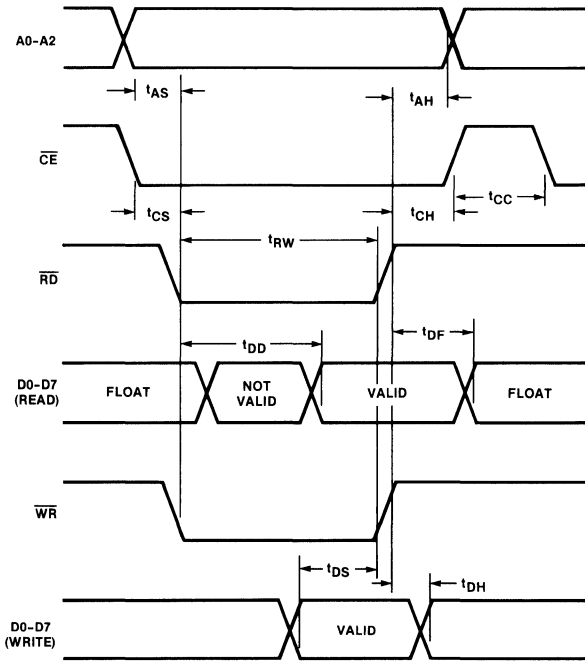 A0–A2
tAS
tAH
CE
tCS
tCH
tCC
tRW
RD
tDD
tDF
D0–D7
(READ)
FLOAT
NOT
VALID
VALID
FLOAT
WR
tDS
tDH
D0–D7
(WRITE)
VALID